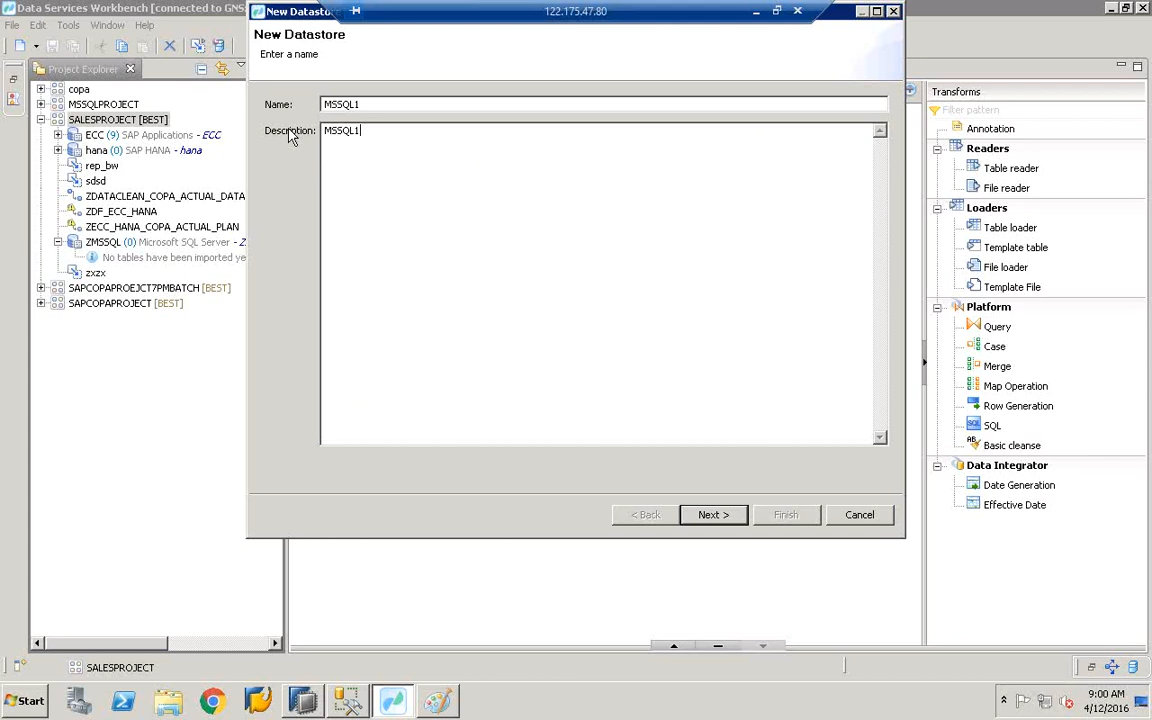 Data Services Workbench [connected to GNS
New Datastore
122.175.47.80
File Edit Tools Window Help
New Datastore
Enter a name
Project Explorer
copa
MSSQLPROJECT
SALESPROJECT [BEST]
ECC (9) SAP Applications - ECC
hana (0) SAP HANA - hana
rep_bw
sdsd
ZDATACLEAN_COPA_ACTUAL_DATA
ZDF_ECC_HANA
ZECC_HANA_COPA_ACTUAL_PLAN
ZMSSQL (0) Microsoft SQL Server - Z
No tables have been imported ye
zxzx
SAPCOPAPROEJCT7PMBATCH [BEST]
SAPCOPAPROJECT [BEST]
Name: MSSQL1
Description: MSSQL1
< Back Next > Finish Cancel
Transforms
Filter pattern
Annotation
Readers
Table reader
File reader
Loaders
Table loader
Template table
File loader
Template File
Platform
Query
Case
Merge
Map Operation
Row Generation
SQL
Basic cleanse
Data Integrator
Date Generation
Effective Date
SALESPROJECT
Start
9:00 AM
4/12/2016